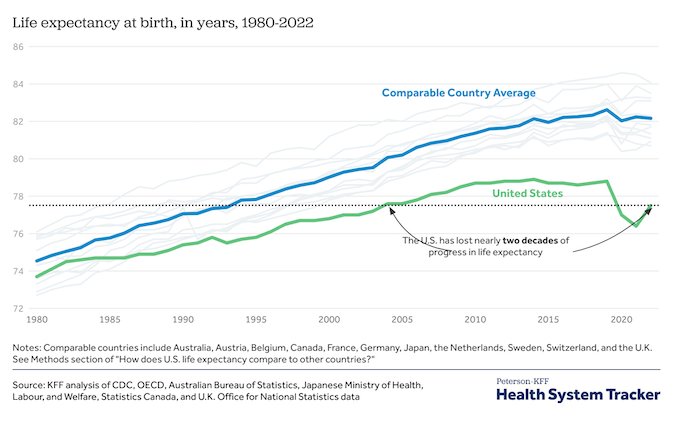 Life expectancy at birth, in years, 1980-2022
86
84
Comparable Country Average
82
80
78
United States
76
The U.S. has lost nearly two decades of
progress in life expectancy
74
72
1980 1985 1990 1995 2000 2005 2010 2015 2020
Notes: Comparable countries include Australia, Austria, Belgium, Canada, France, Germany, Japan, the Netherlands, Sweden, Switzerland, and the U.K.
See Methods section of "How does U.S. life expectancy compare to other countries?"
Source: KFF analysis of CDC, OECD, Australian Bureau of Statistics, Japanese Ministry of Health,
Labour, and Welfare, Statistics Canada, and U.K. Office for National Statistics data
Peterson-KFF
Health System Tracker